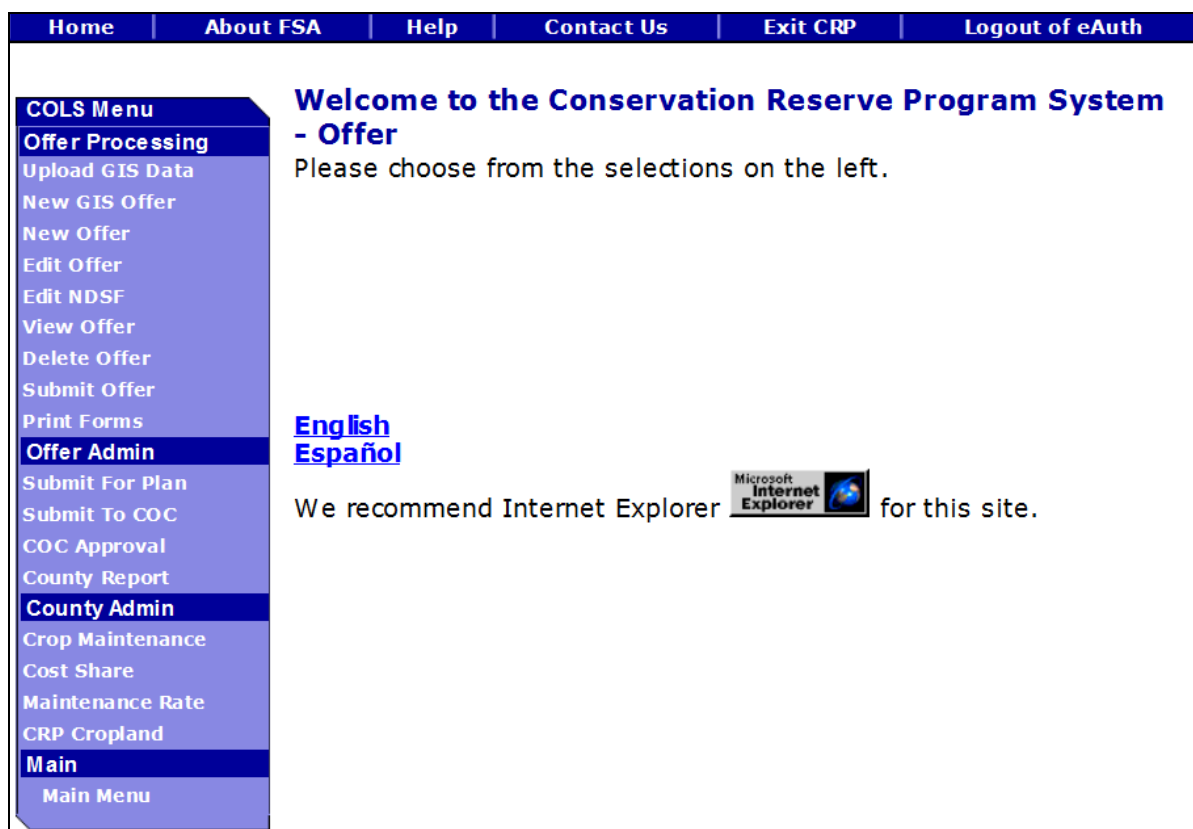 Home | About FSA | Help | Contact Us | Exit CRP | Logout of eAuth
COLS Menu
Offer Processing
Upload GIS Data
New GIS Offer
New Offer
Edit Offer
Edit NDSF
View Offer
Delete Offer
Submit Offer
Print Forms
Offer Admin
Submit For Plan
Submit To COC
COC Approval
County Report
County Admin
Crop Maintenance
Cost Share
Maintenance Rate
CRP Cropland
Main
Main Menu
Welcome to the Conservation Reserve Program System
- Offer
Please choose from the selections on the left.
English
Español
We recommend Internet Explorer Microsoft Internet Explorer for this site.